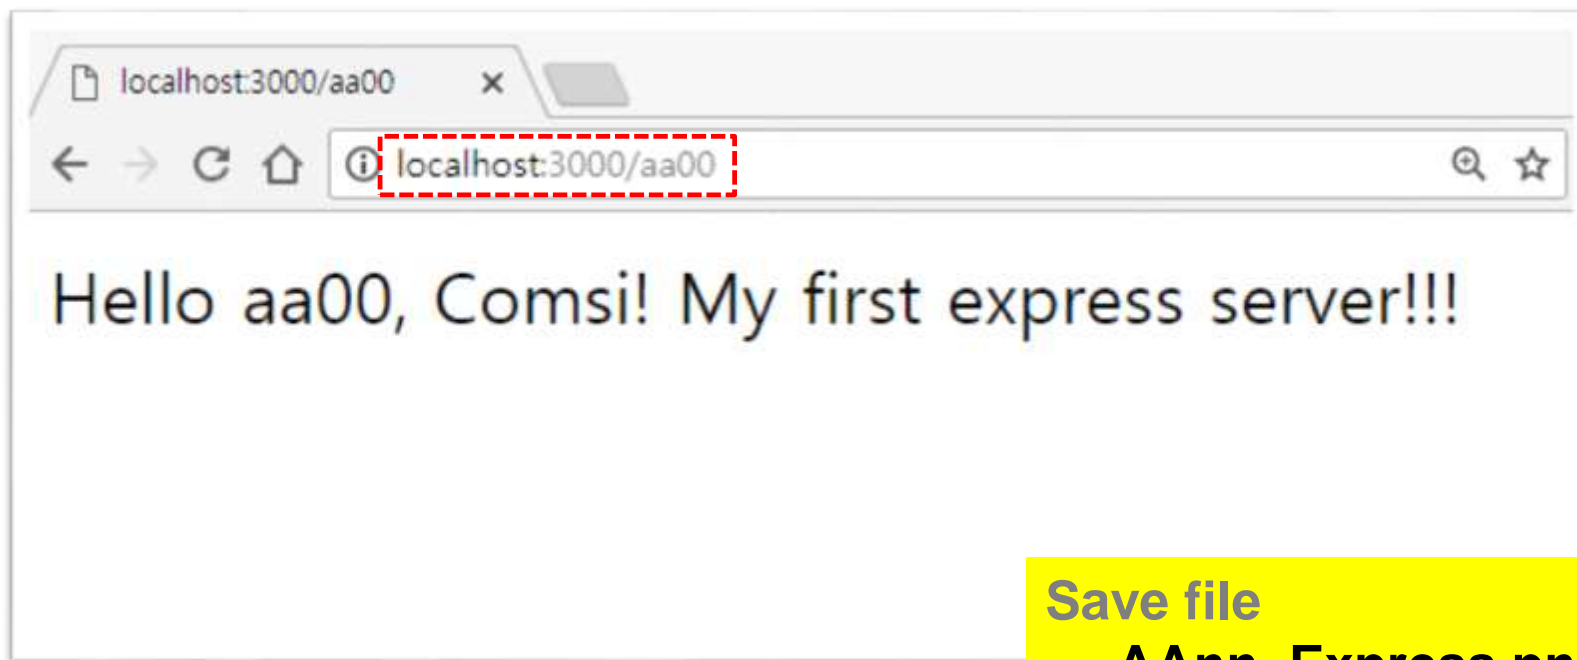 localhost:3000/aa00
localhost:3000/aa00
Hello aa00, Comsi! My first express server!!!
Save file